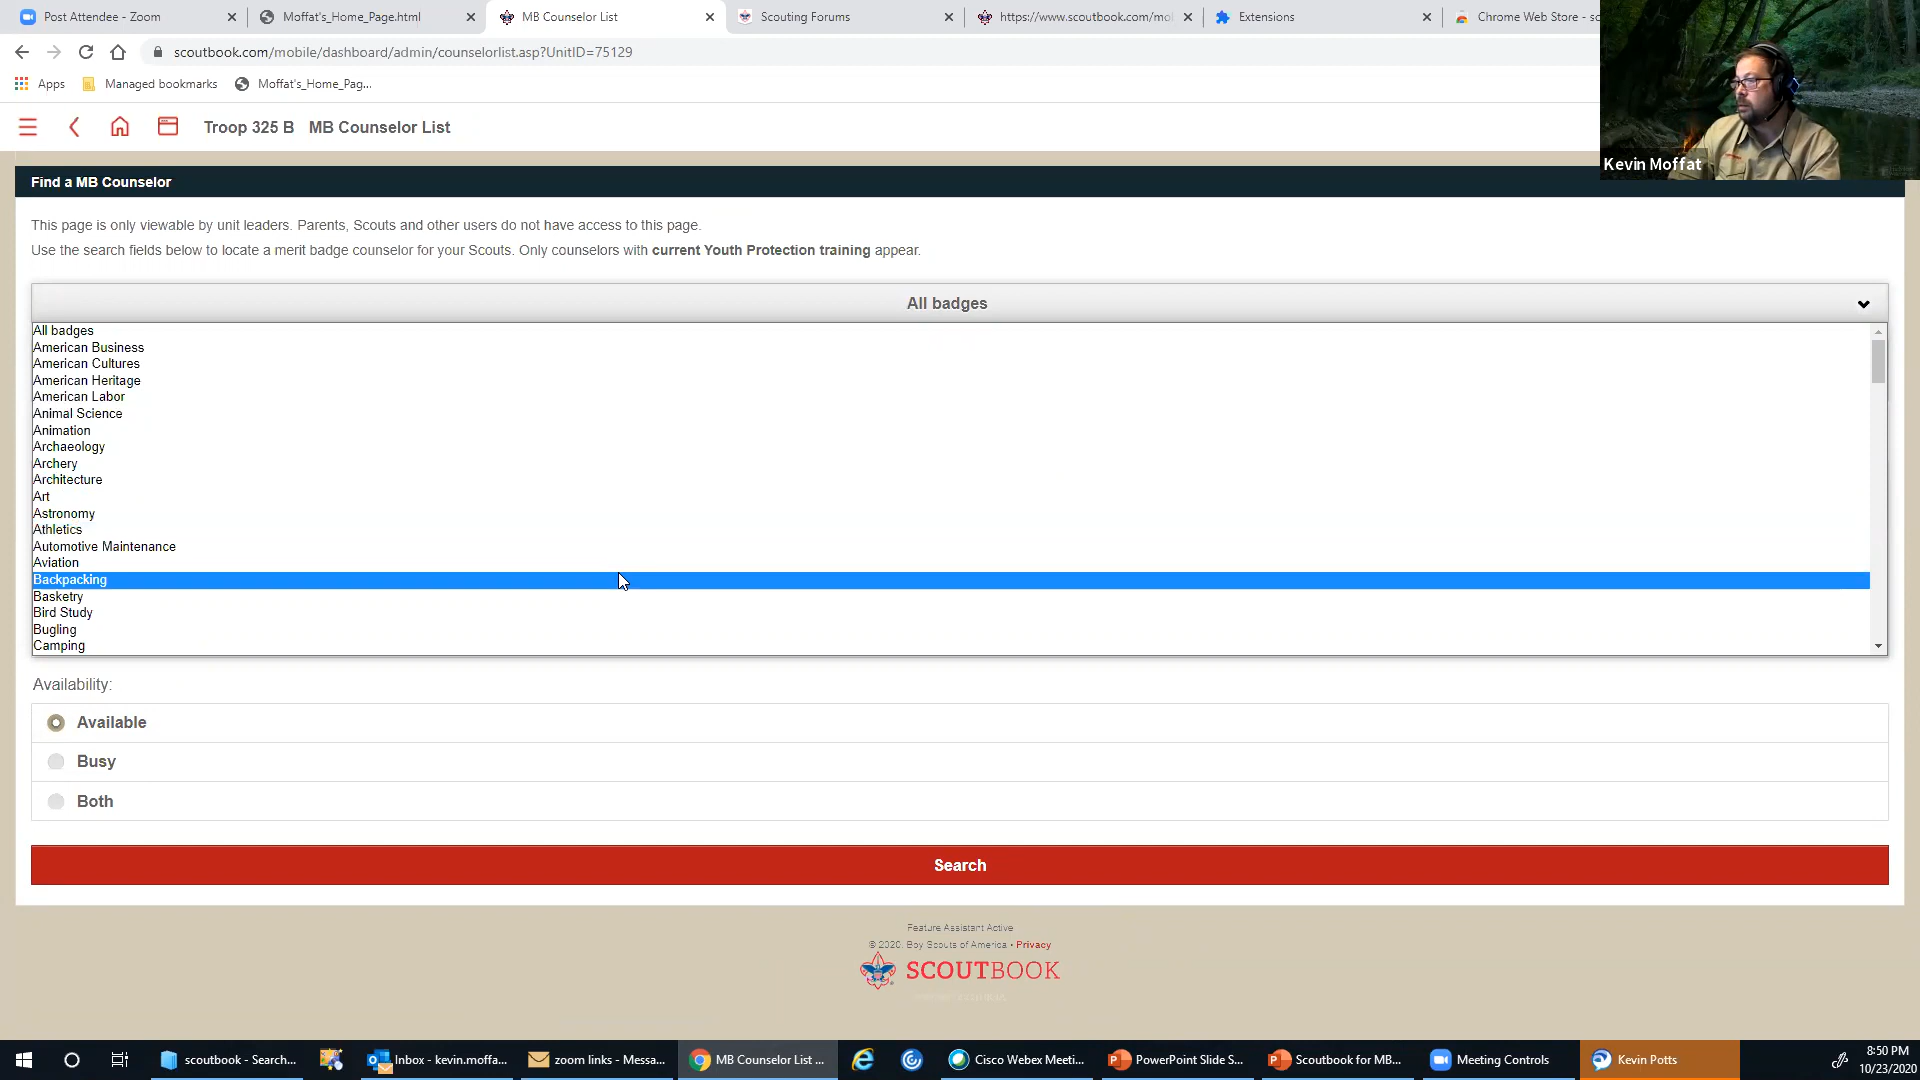 Post Attendee - Zoom
Moffat's_Home_Page.html
MB Counselor List
Scouting Forums
https://www.scoutbook.com/mo
Extensions
Chrome Web Store - sc
scoutbook.com/mobile/dashboard/admin/counselorlist.asp?UnitID=75129
Apps
Managed bookmarks
Moffat's_Home_Pag...
Troop 325 B MB Counselor List
Kevin Moffat
Find a MB Counselor
This page is only viewable by unit leaders. Parents, Scouts and other users do not have access to this page.
Use the search fields below to locate a merit badge counselor for your Scouts. Only counselors with current Youth Protection training appear.
All badges
All badges
American Business
American Cultures
American Heritage
American Labor
Animal Science
Animation
Archaeology
Archery
Architecture
Art
Astronomy
Athletics
Automotive Maintenance
Aviation
Backpacking
Basketry
Bird Study
Bugling
Camping
Availability:
Available
Busy
Both
Search
Feature Assistant Active
© 2020. Boy Scouts of America • Privacy
SCOUTBOOK
scoutbook - Search...
Inbox - kevin.moffa...
zoom links - Messa...
MB Counselor List ...
Cisco Webex Meeti...
PowerPoint Slide S...
Scoutbook for MB...
Meeting Controls
Kevin Potts
8:50 PM
10/23/2020